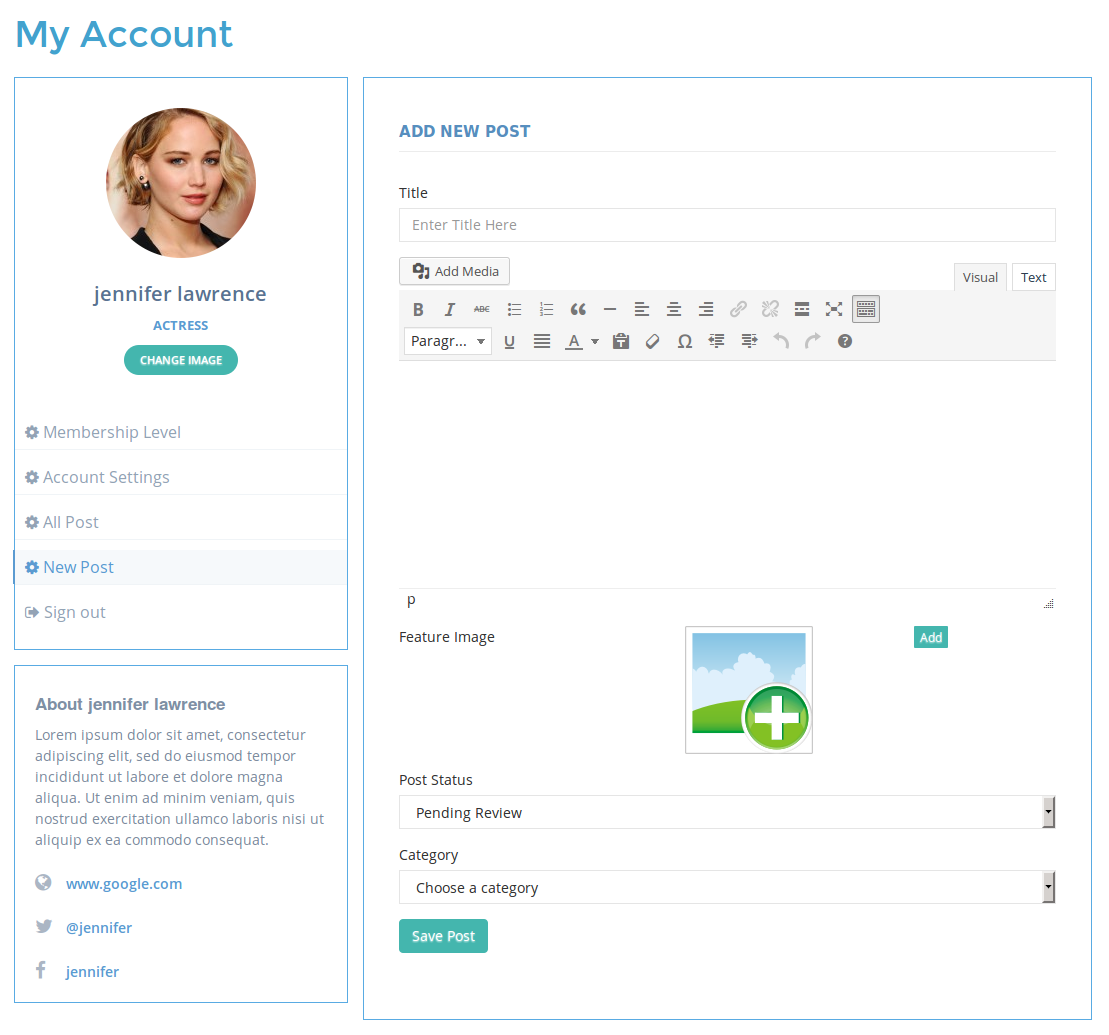 My Account
jennifer lawrence
ACTRESS
CHANGE IMAGE
Membership Level
Account Settings
All Post
New Post
Sign out
About jennifer lawrence
Lorem ipsum dolor sit amet, consectetur
adipiscing elit, sed do eiusmod tempor
incididunt ut labore et dolore magna
aliqua. Ut enim ad minim veniam, quis
nostrud exercitation ullamco laboris nisi ut
aliquip ex ea commodo consequat.
www.google.com
@jennifer
jennifer
ADD NEW POST
Title
Enter Title Here
Add Media
Visual Text
B I ABC
Paragr... U A Ω ?
p
Feature Image Add
Post Status
Pending Review
Category
Choose a category
Save Post